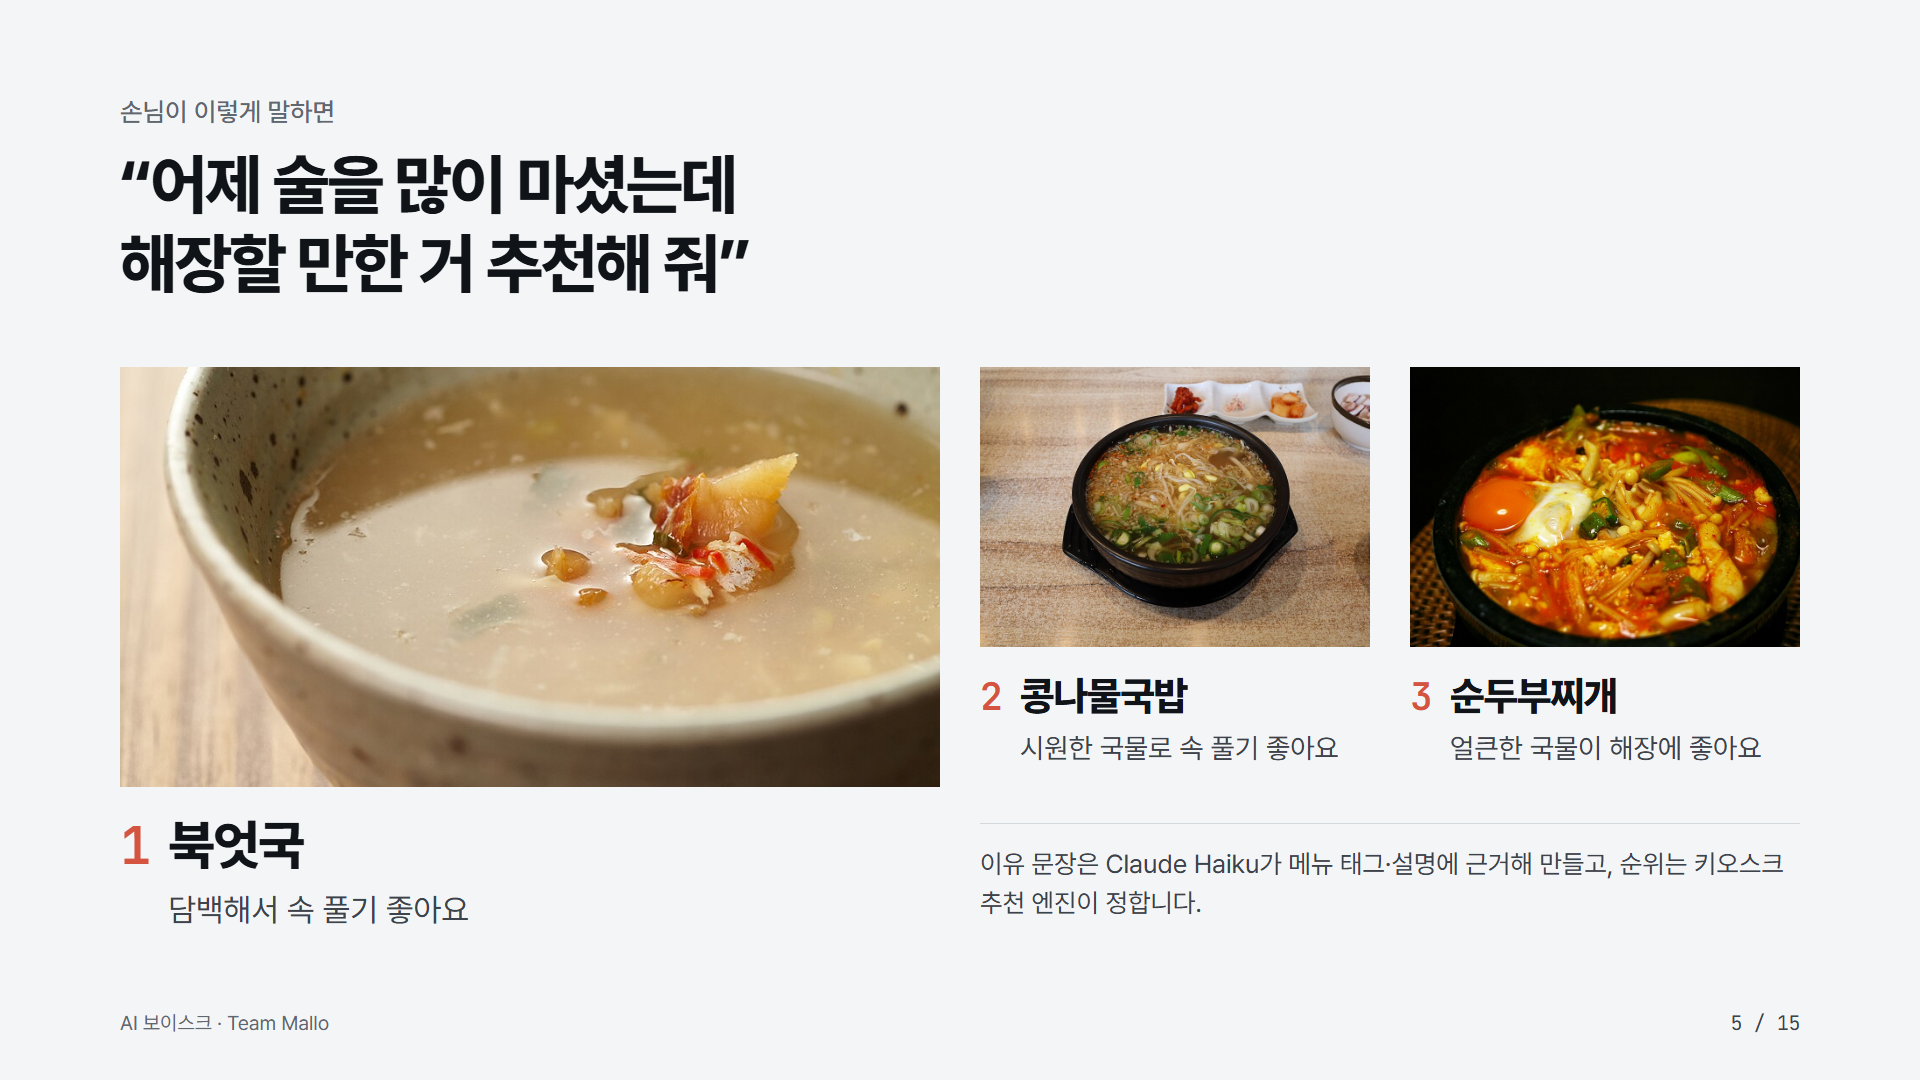 손님이 이렇게 말하면
“어제 술을 많이 마셨는데
해장할 만한 거 추천해 줘”
1 북엇국
담백해서 속 풀기 좋아요
2 콩나물국밥
시원한 국물로 속 풀기 좋아요
3 순두부찌개
얼큰한 국물이 해장에 좋아요
이유 문장은 Claude Haiku가 메뉴 태그·설명에 근거해 만들고, 순위는 키오스크
추천 엔진이 정합니다.
AI 보이스크 · Team Mallo
5 / 15